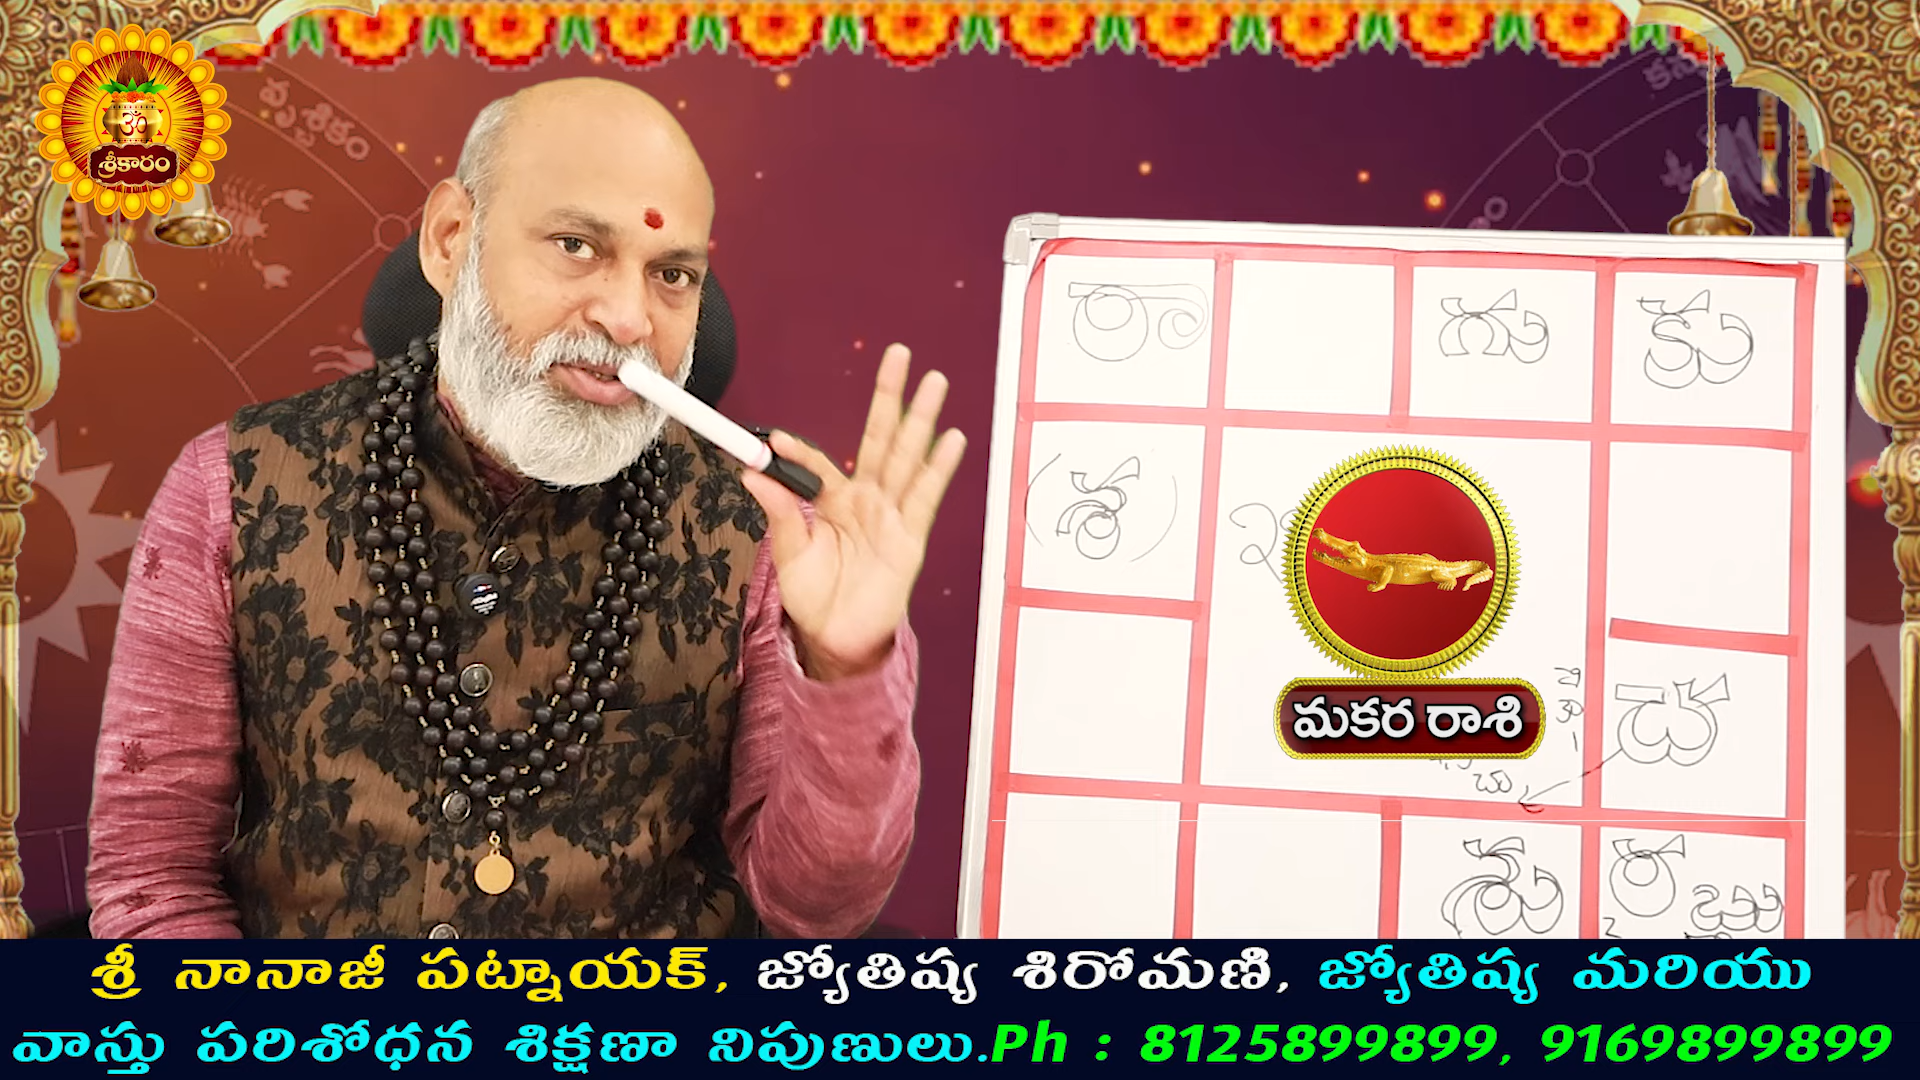 వృశ్చికం
శ్రీకారం
రా
గు
కు
(శ)
మకర రాశి
చ
శు
ర
బు
శ్రీ నానాజీ పట్నాయక్, జ్యోతిష్య శిరోమణి, జ్యోతిష్య మరియు
వాస్తు పరిశోధన శిక్షణా నిపుణులు.Ph : 8125899899, 9169899899